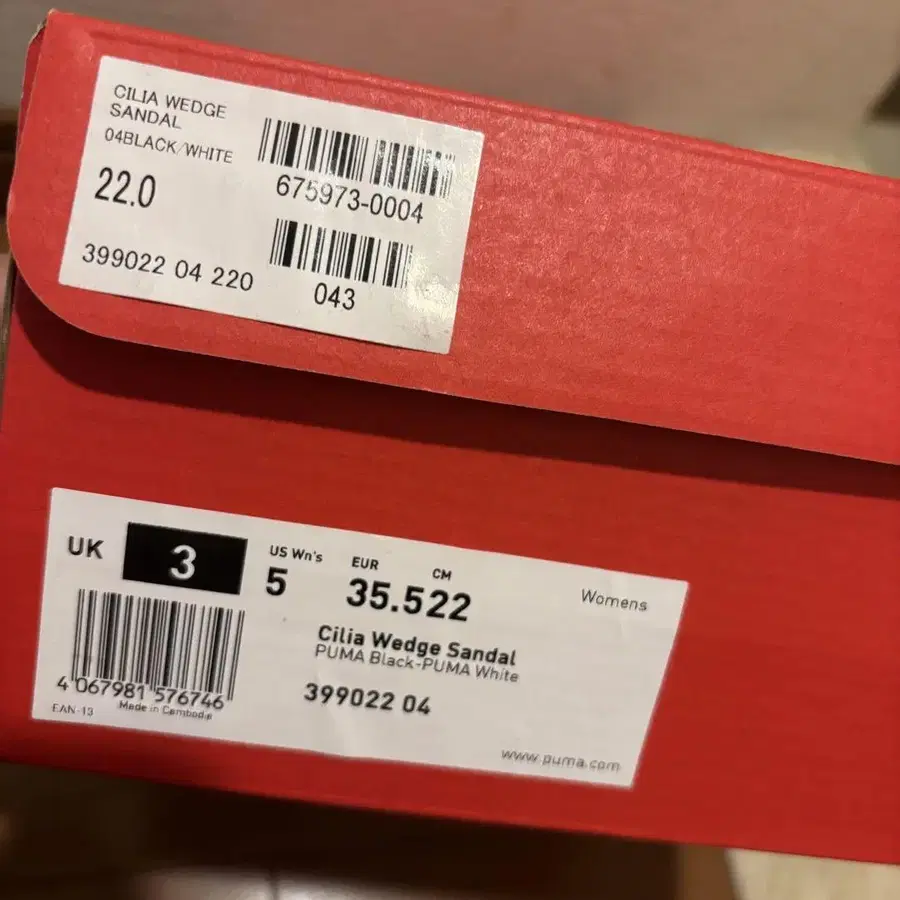 CILIA WEDGE
SANDAL
04BLACK/WHITE
22.0
675973-0004
399022 04 220
043
UK 3
US Wn's 5
EUR 35.5
CM 22
Womens
Cilia Wedge Sandal
PUMA Black-PUMA White
399022 04
4 067981 576746
EAN-13
Made in Cambodia
www.puma.com